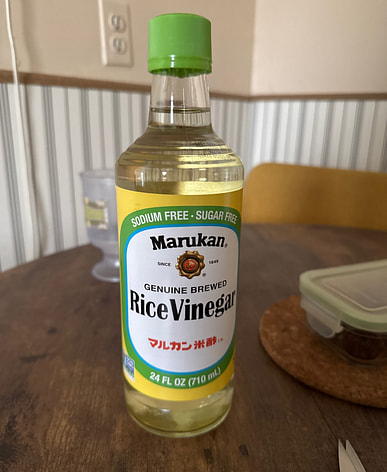 SODIUM FREE • SUGAR FREE
Marukan®
SINCE 1649
GENUINE BREWED
Rice Vinegar
マルカン米酢
24 FL OZ (710 mL)